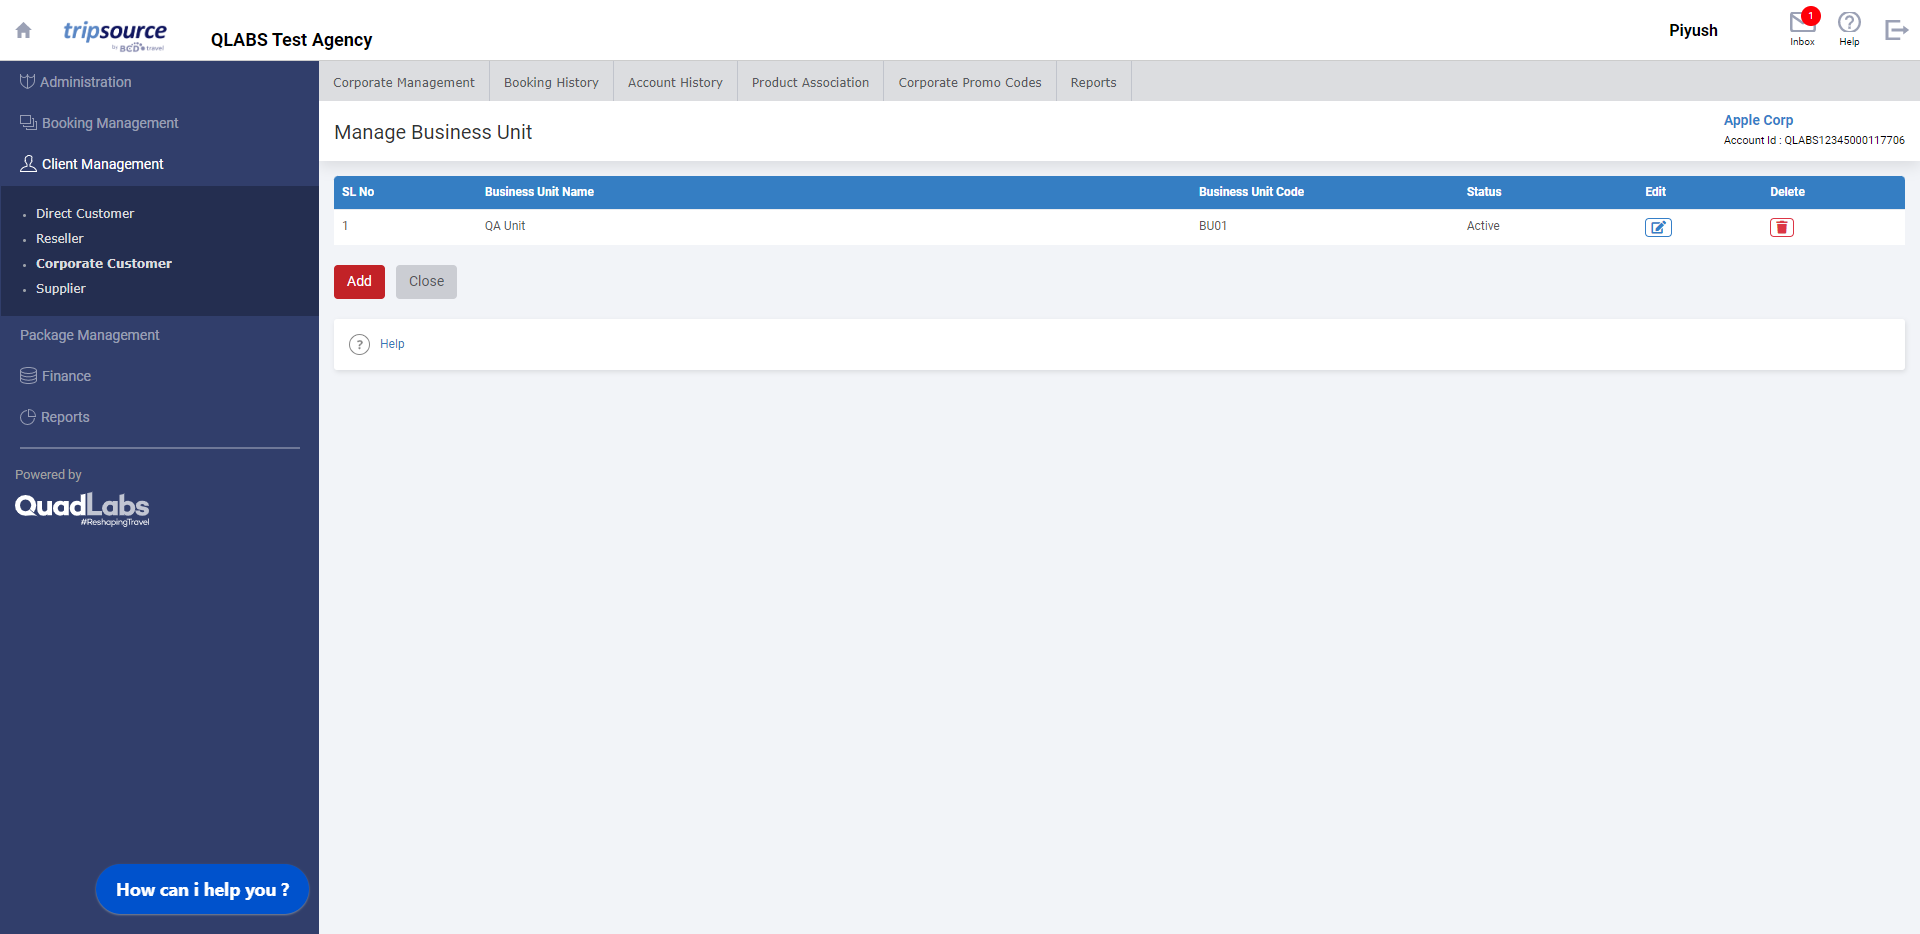 tripsource
by BCD travel
QLABS Test Agency
Piyush
1
Inbox
Help
Administration
Booking Management
Client Management
Direct Customer
Reseller
Corporate Customer
Supplier
Package Management
Finance
Reports
Powered by
QuadLabs
#ReshapingTravel
How can i help you ?
Corporate Management Booking History Account History Product Association Corporate Promo Codes Reports
Manage Business Unit
Apple Corp
Account Id : QLABS12345000117706
SL No Business Unit Name Business Unit Code Status Edit Delete
1 QA Unit BU01 Active
Add Close
? Help